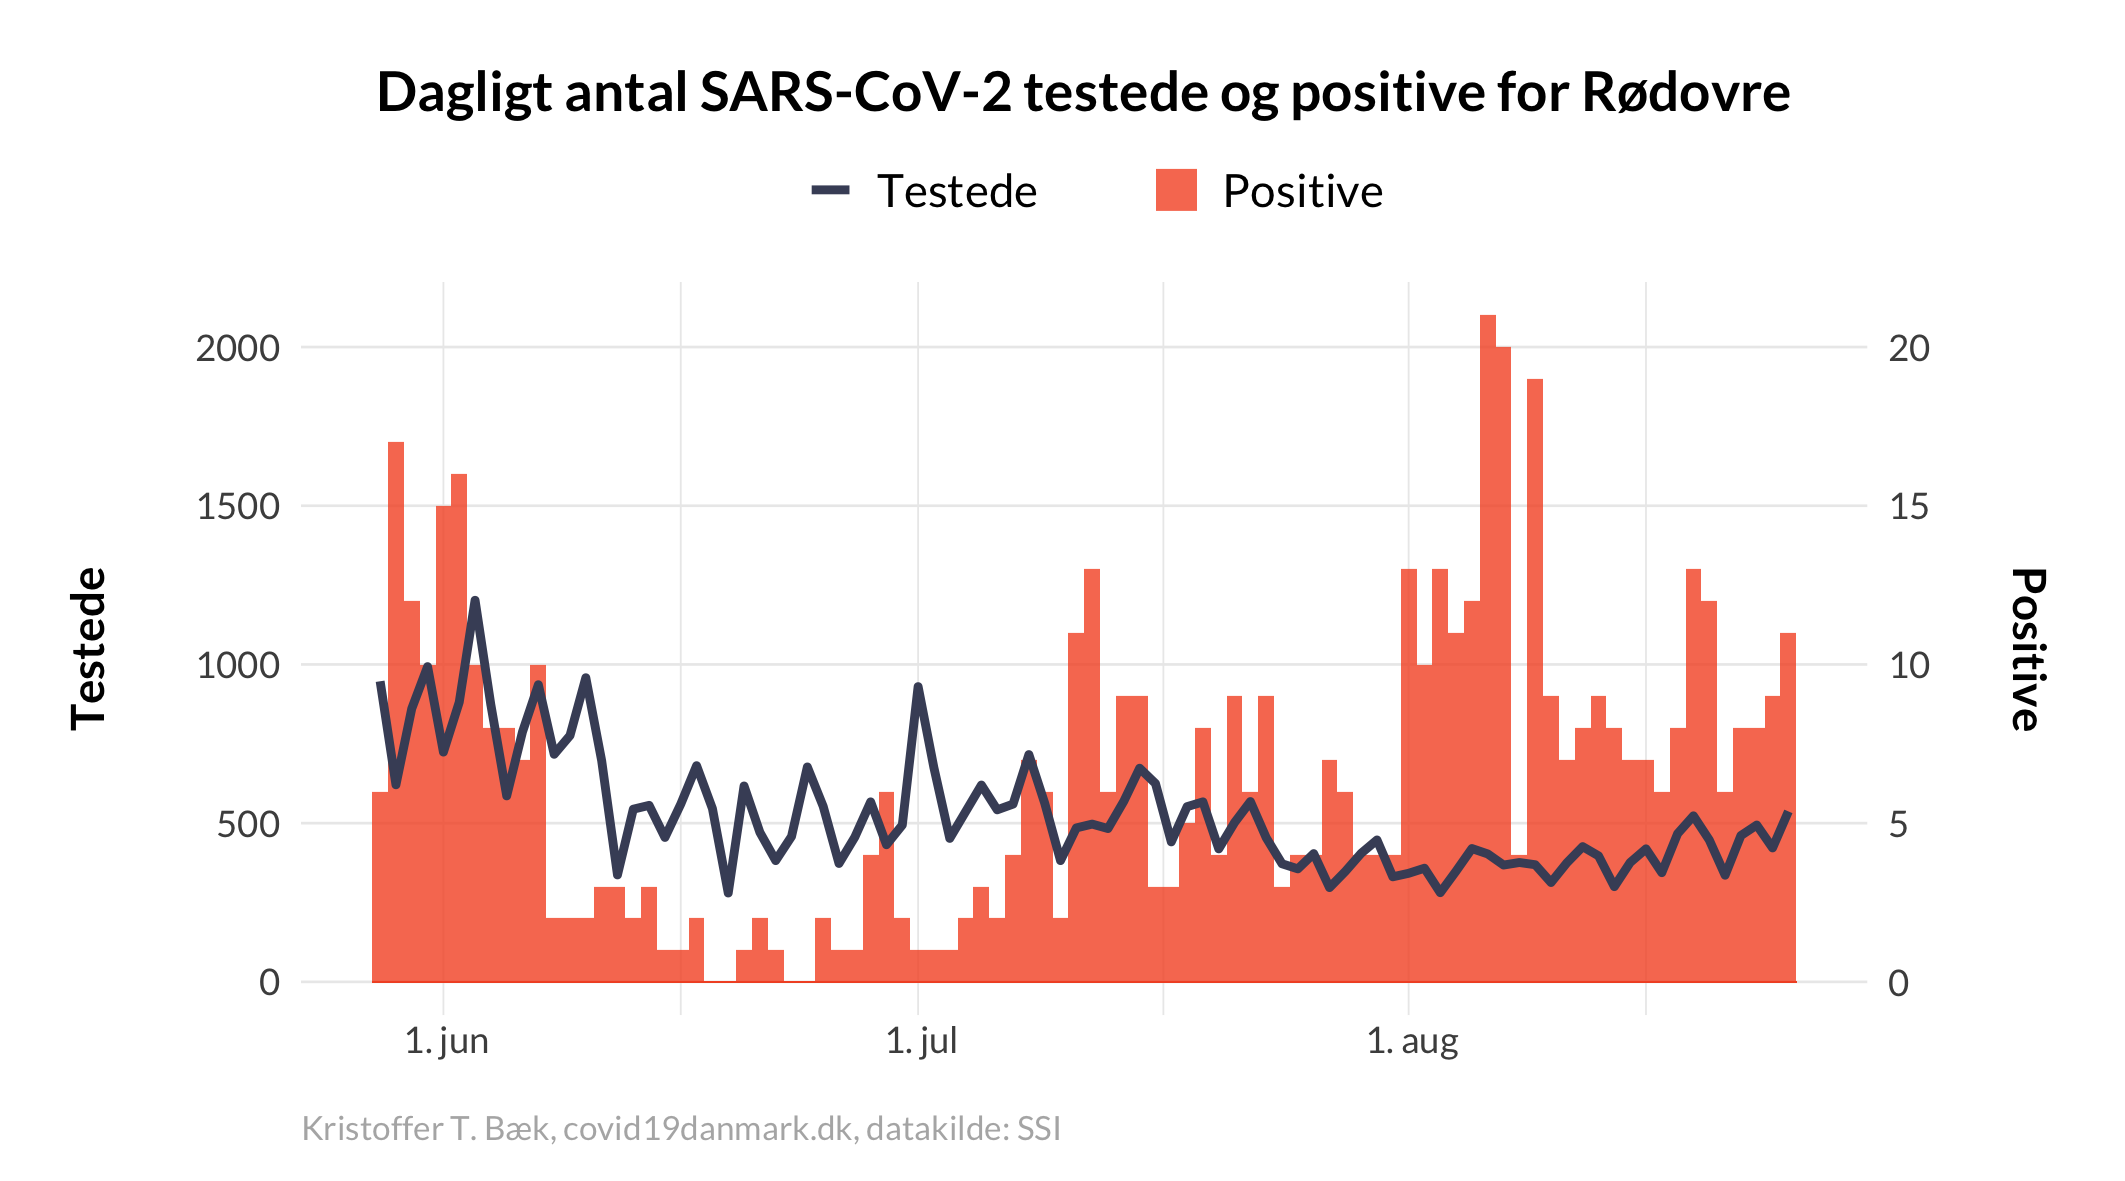 Dagligt antal SARS-CoV-2 testede og positive for Rødovre
Testede
Positive
2000
1500
1000
500
0
20
15
10
5
0
Testede
Positive
1. jun
1. jul
1. aug
Kristoffer T. Bæk, covid19danmark.dk, datakilde: SSI